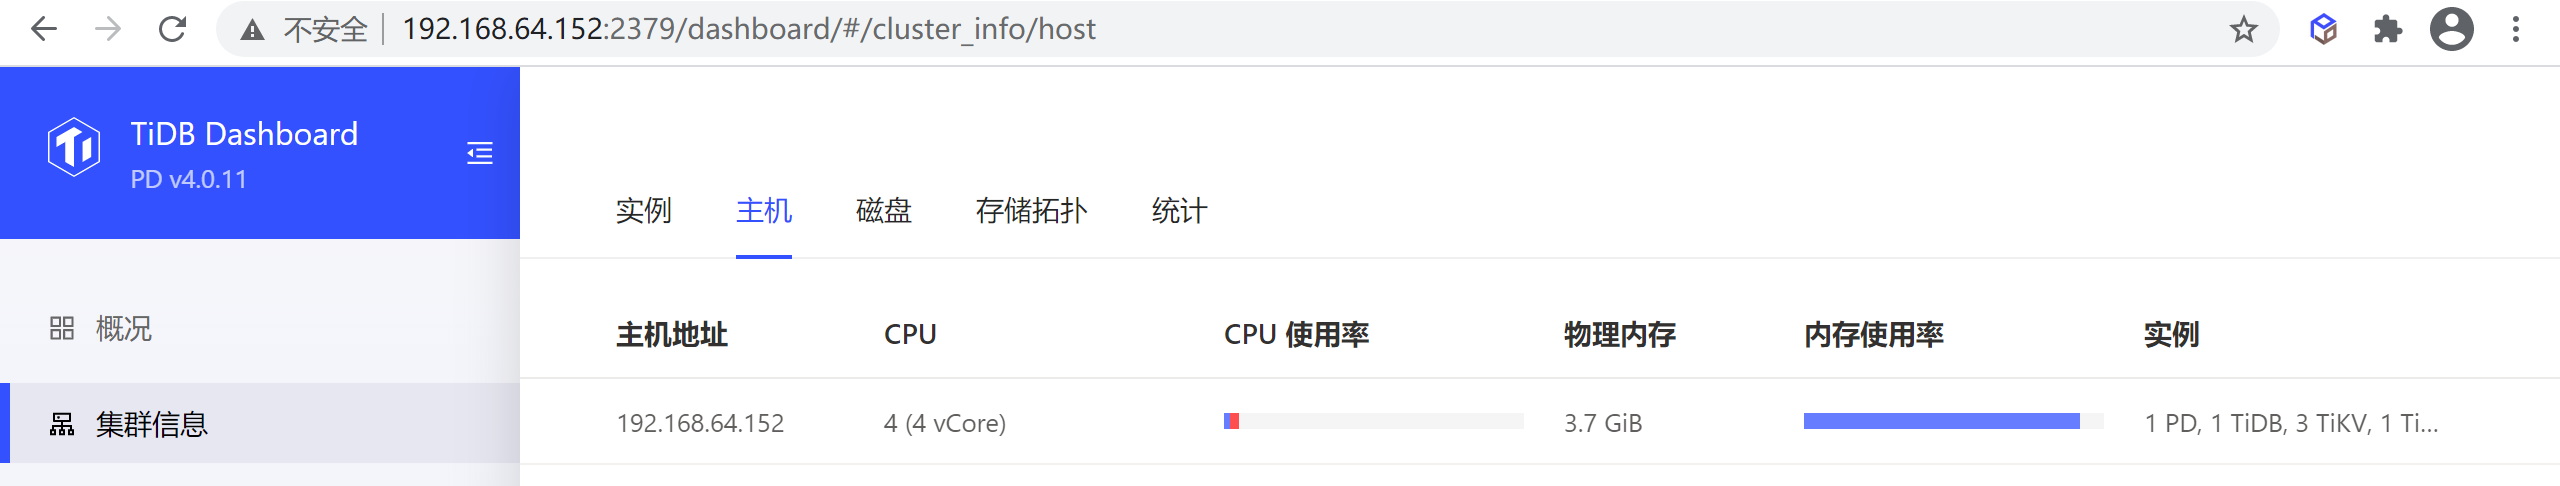 不安全 192.168.64.152:2379/dashboard/#/cluster_info/host
TiDB Dashboard
PD v4.0.11
概况
集群信息
实例 主机 磁盘 存储拓扑 统计
主机地址 CPU CPU 使用率 物理内存 内存使用率 实例
192.168.64.152 4 (4 vCore) 3.7 GiB 1 PD, 1 TiDB, 3 TiKV, 1 Ti...